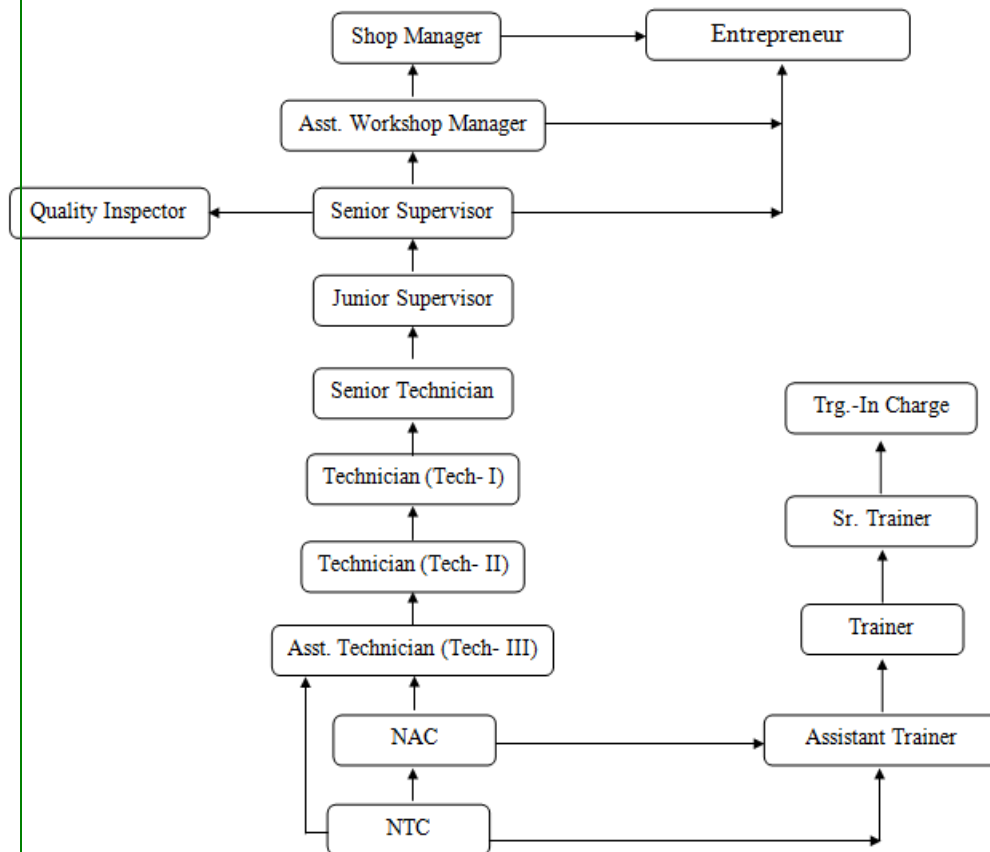 Shop Manager
Entrepreneur
Asst. Workshop Manager
Quality Inspector
Senior Supervisor
Junior Supervisor
Senior Technician
Trg.-In Charge
Technician (Tech- I)
Sr. Trainer
Technician (Tech- II)
Trainer
Asst. Technician (Tech- III)
NAC
Assistant Trainer
NTC